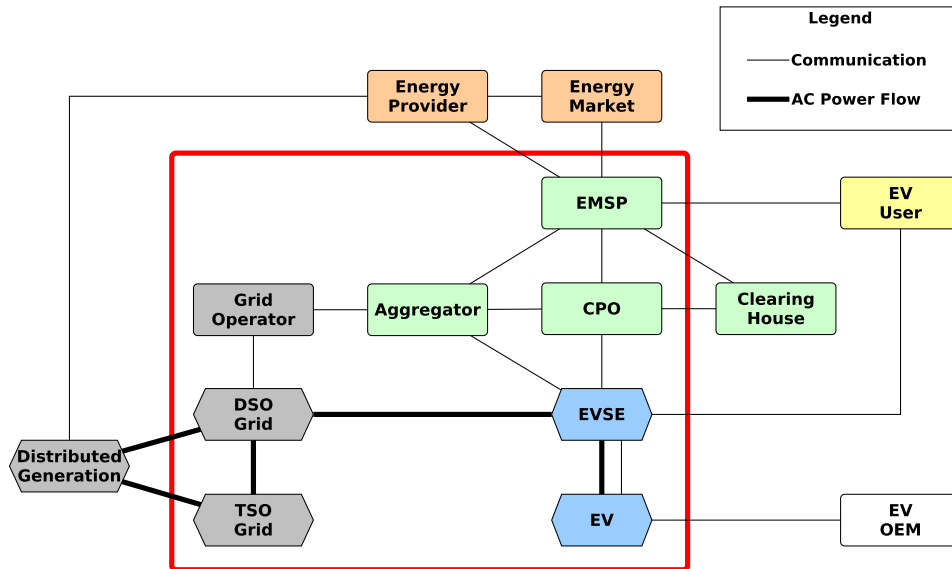 Legend
Communication
AC Power Flow
Energy
Provider
Energy
Market
EMSP
EV
User
Grid
Operator
Aggregator
CPO
Clearing
House
DSO
Grid
EVSE
Distributed
Generation
TSO
Grid
EV
EV
OEM